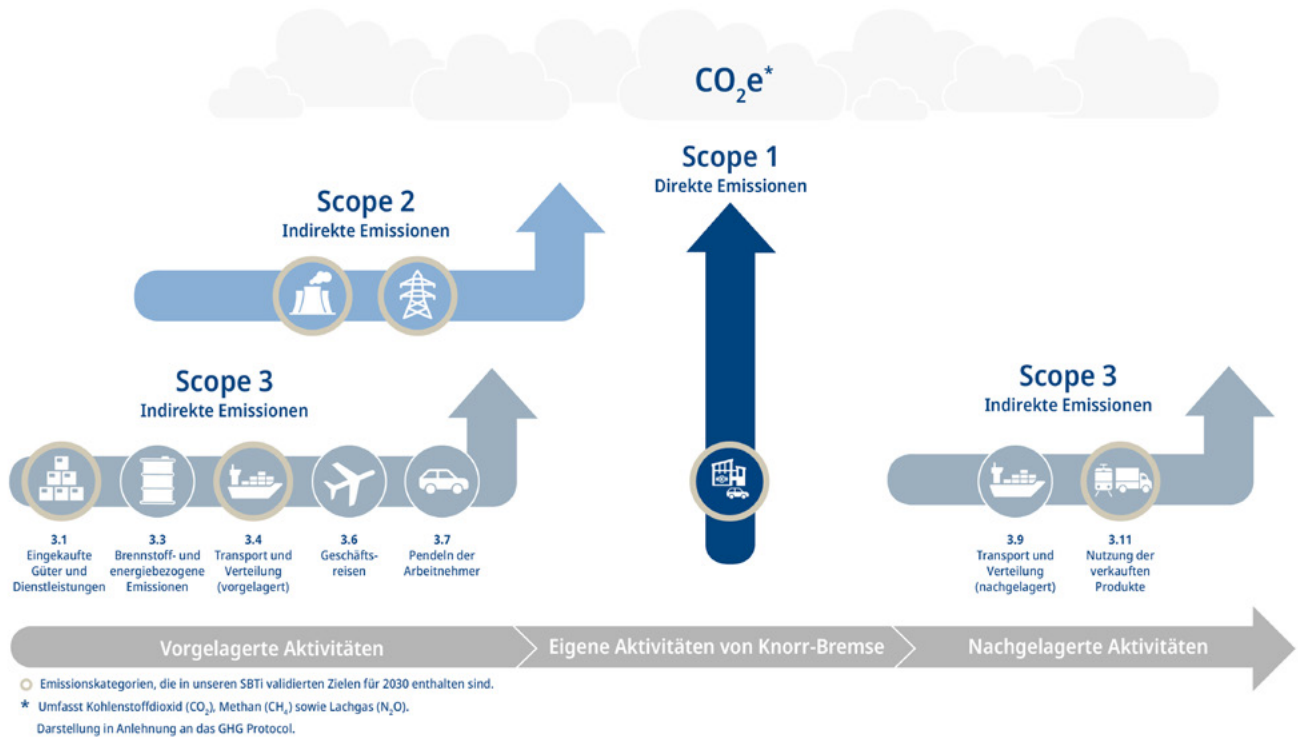 CO₂e*
Scope 1
Direkte Emissionen
Scope 2
Indirekte Emissionen
Scope 3
Indirekte Emissionen
3.1
Eingekaufte
Güter und
Dienstleistungen
3.3
Brennstoff- und
energiebezogene
Emissionen
3.4
Transport und
Verteilung
(vorgelagert)
3.6
Geschäfts-
reisen
3.7
Pendeln der
Arbeitnehmer
Scope 3
Indirekte Emissionen
3.9
Transport und
Verteilung
(nachgelagert)
3.11
Nutzung der
verkauften
Produkte
Vorgelagerte Aktivitäten
Eigene Aktivitäten von Knorr-Bremse
Nachgelagerte Aktivitäten
Emissionskategorien, die in unseren SBTi validierten Zielen für 2030 enthalten sind.
* Umfasst Kohlenstoffdioxid (CO₂), Methan (CH₄) sowie Lachgas (N₂O).
Darstellung in Anlehnung an das GHG Protocol.